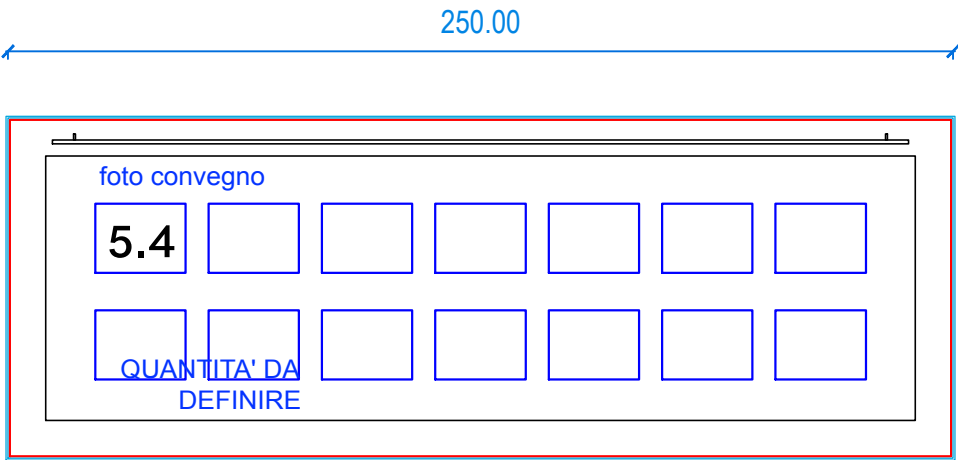 250.00
foto convegno
5.4
QUANTITA' DA
DEFINIRE